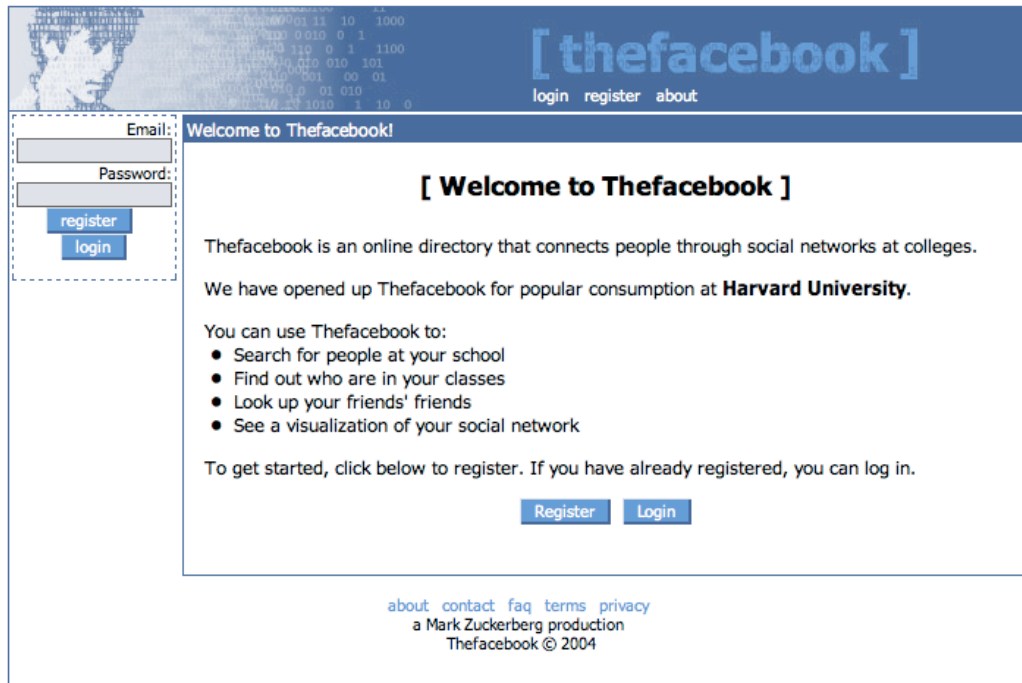 [ thefacebook ]
login register about
Email:
Password:
register
login
Welcome to Thefacebook!
[ Welcome to Thefacebook ]
Thefacebook is an online directory that connects people through social networks at colleges.
We have opened up Thefacebook for popular consumption at Harvard University.
You can use Thefacebook to:
• Search for people at your school
• Find out who are in your classes
• Look up your friends' friends
• See a visualization of your social network
To get started, click below to register. If you have already registered, you can log in.
Register Login
about contact faq terms privacy
a Mark Zuckerberg production
Thefacebook © 2004